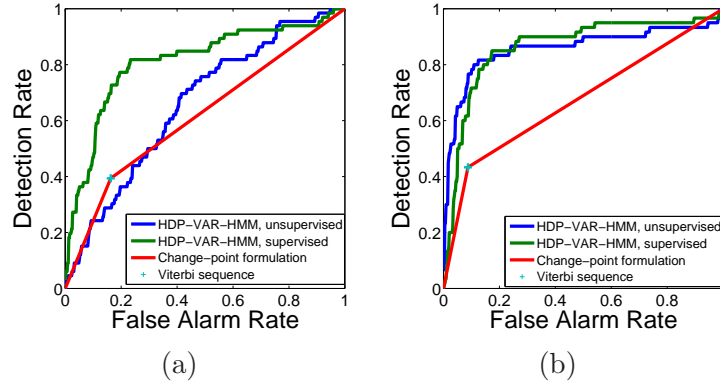 1
0.8
0.6
0.4
0.2
0
Detection Rate
0 0.2 0.4 0.6 0.8 1
False Alarm Rate
HDP−VAR−HMM, unsupervised
HDP−VAR−HMM, supervised
Change−point formulation
Viterbi sequence
(a)
1
0.8
0.6
0.4
0.2
0
Detection Rate
0 0.2 0.4 0.6 0.8
False Alarm Rate
HDP−VAR−HMM, unsupervised
HDP−VAR−HMM, supervised
Change−point formulation
Viterbi sequence
(b)